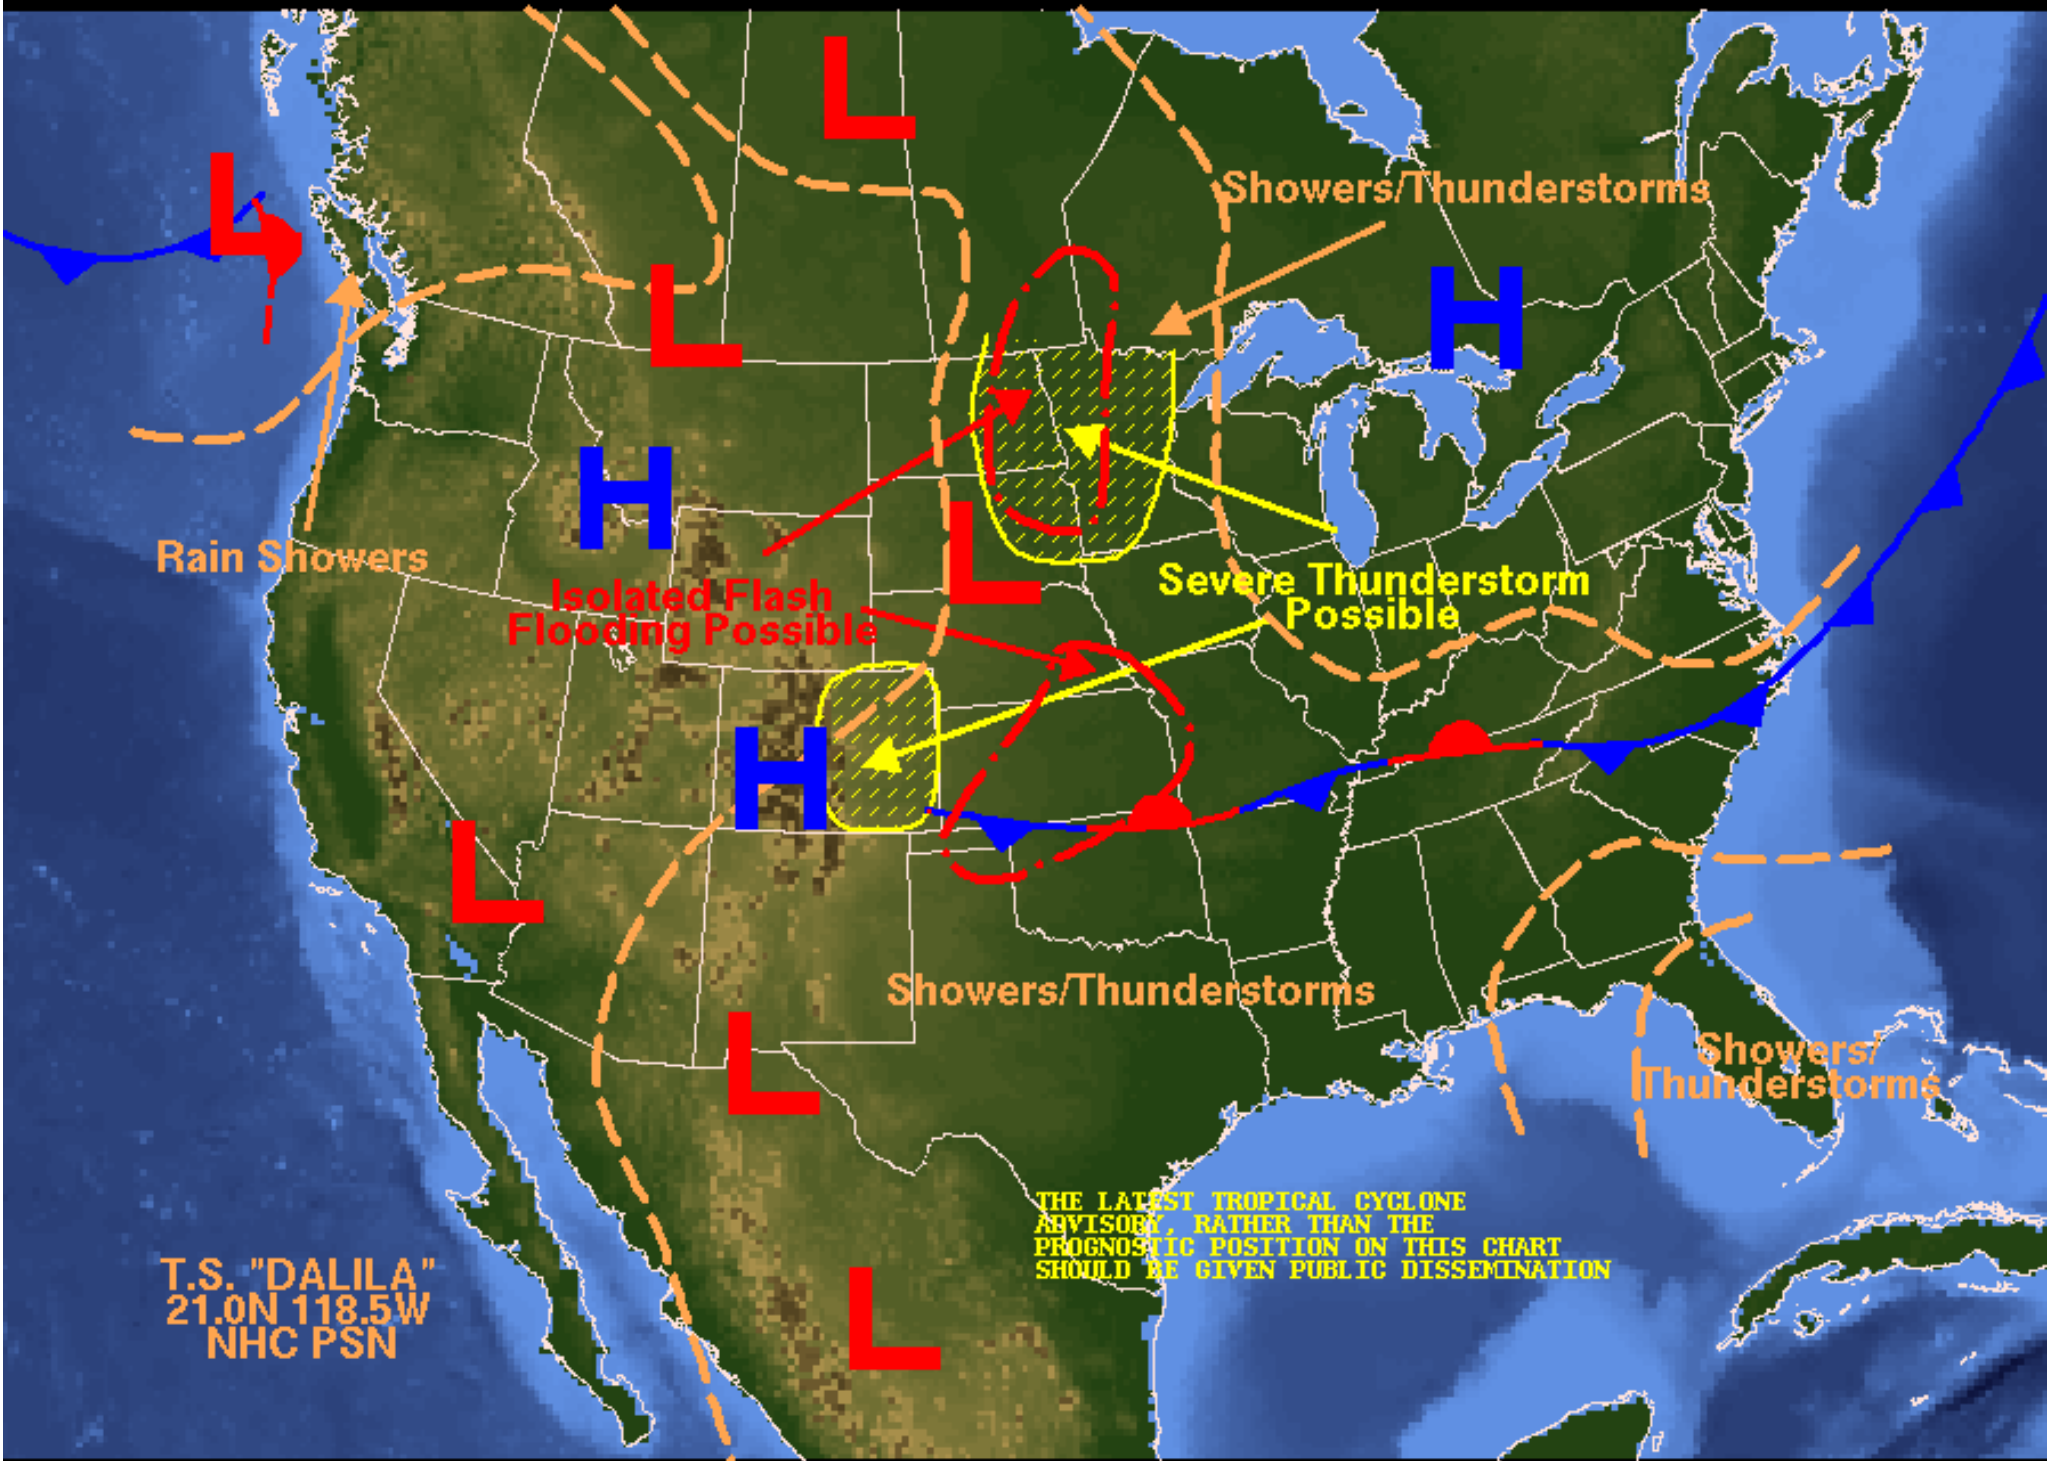 L
L
Showers/Thunderstorms
L
H
H
L
Rain Showers
Isolated Flash
Flooding Possible
Severe Thunderstorm
Possible
H
L
Showers/Thunderstorms
L
Showers/
Thunderstorms
THE LATEST TROPICAL CYCLONE
ADVISORY, RATHER THAN THE
PROGNOSTIC POSITION ON THIS CHART
SHOULD BE GIVEN PUBLIC DISSEMINATION
T.S. "DALILA"
21.0N 118.5W
NHC PSN
L